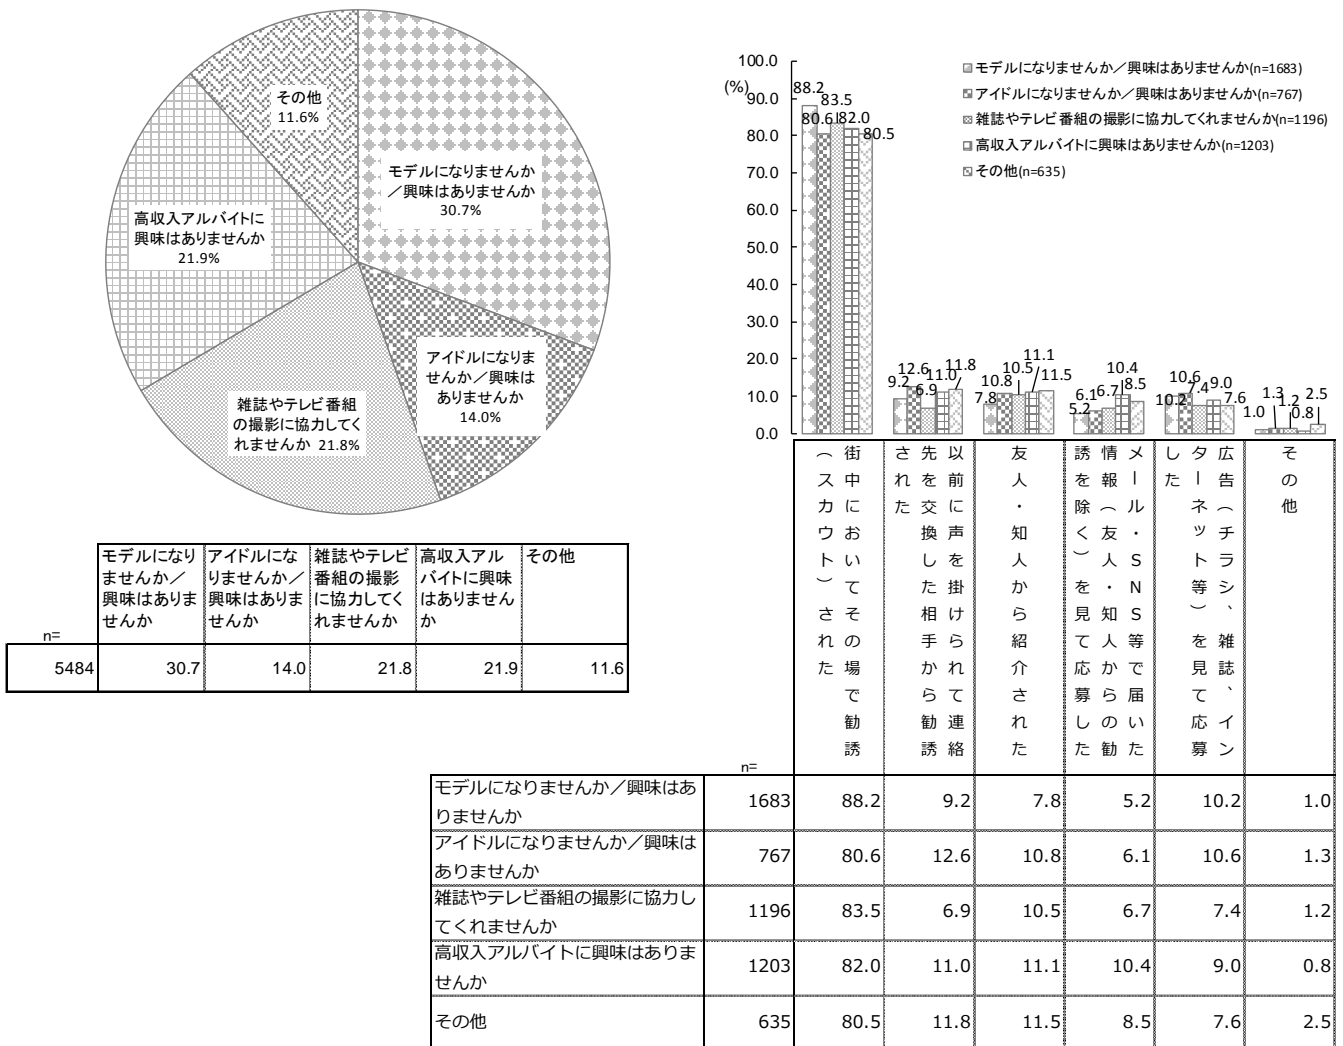 その他
11.6%
モデルになりませんか
／興味はありませんか
30.7%
高収入アルバイトに
興味はありませんか
21.9%
アイドルになりま
せんか／興味は
ありませんか
14.0%
雑誌やテレビ番組
の撮影に協力してく
れませんか 21.8%
モデルになり
ませんか／
興味はありま
せんか
アイドルにな
りませんか／
興味はありま
せんか
雑誌やテレビ
番組の撮影
に協力してく
れませんか
高収入アル
バイトに興味
はありません
か
その他
n=
5484 30.7 14.0 21.8 21.9 11.6
(%)
100.0
90.0
80.0
70.0
60.0
50.0
40.0
30.0
20.0
10.0
0.0
モデルになりませんか／興味はありませんか(n=1683)
アイドルになりませんか／興味はありませんか(n=767)
雑誌やテレビ番組の撮影に協力してくれませんか(n=1196)
高収入アルバイトに興味はありませんか(n=1203)
その他(n=635)
88.2 80.6 83.5 82.0 80.5
9.2 12.6 6.9 11.0 11.8
7.8 10.8 10.5 11.1 11.5
5.2 6.1 6.7 10.4 8.5
10.2 10.6 7.4 9.0 7.6
1.0 1.3 1.2 0.8 2.5
街中においてその場で勧誘
（スカウト）された
以前に声を掛けられて連絡
先を交換した相手から勧誘
された
友人・知人から紹介された
メール・ＳＮＳ等で届いた
情報（友人・知人からの勧
誘を除く）を見て応募した
広告（チラシ、雑誌、イン
ターネット等）を見て応募
した
その他
n=
モデルになりませんか／興味はあ
りませんか
1683 88.2 9.2 7.8 5.2 10.2 1.0
アイドルになりませんか／興味は
ありませんか
767 80.6 12.6 10.8 6.1 10.6 1.3
雑誌やテレビ番組の撮影に協力し
てくれませんか
1196 83.5 6.9 10.5 6.7 7.4 1.2
高収入アルバイトに興味はありま
せんか
1203 82.0 11.0 11.1 10.4 9.0 0.8
その他 635 80.5 11.8 11.5 8.5 7.6 2.5